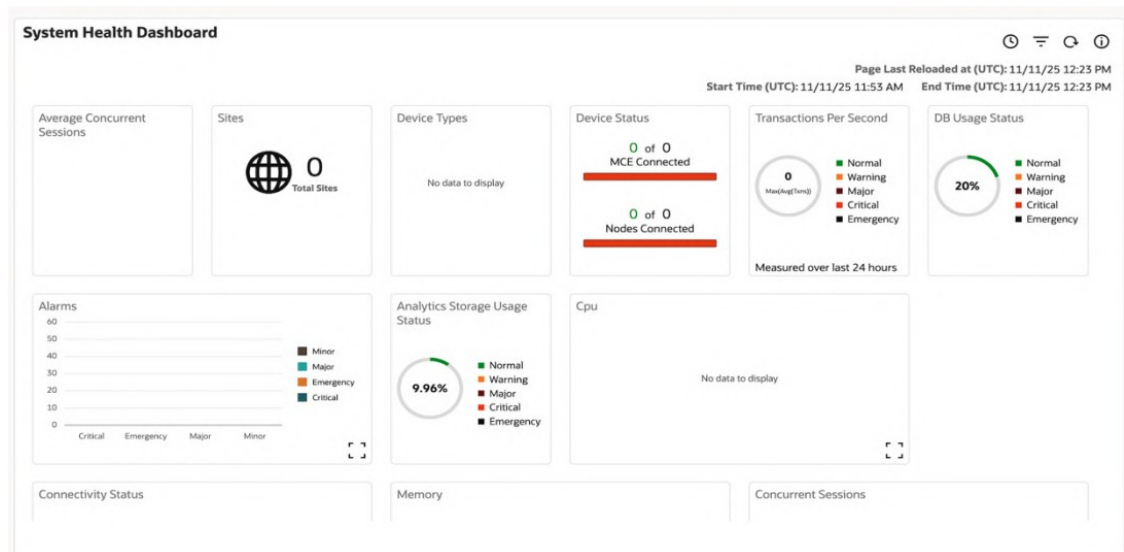 System Health Dashboard
Page Last Reloaded at (UTC): 11/11/25 12:23 PM
Start Time (UTC): 11/11/25 11:53 AM End Time (UTC): 11/11/25 12:23 PM
Average Concurrent
Sessions
Sites
0
Total Sites
Device Types
No data to display
Device Status
0 of 0
MCE Connected
0 of 0
Nodes Connected
Transactions Per Second
0
Max(Avg(Txns))
Normal
Warning
Major
Critical
Emergency
Measured over last 24 hours
DB Usage Status
20%
Normal
Warning
Major
Critical
Emergency
Alarms
60
50
40
30
20
10
0
Critical Emergency Major Minor
Minor
Major
Emergency
Critical
Analytics Storage Usage
Status
9.96%
Normal
Warning
Major
Critical
Emergency
Cpu
No data to display
Connectivity Status
Memory
Concurrent Sessions